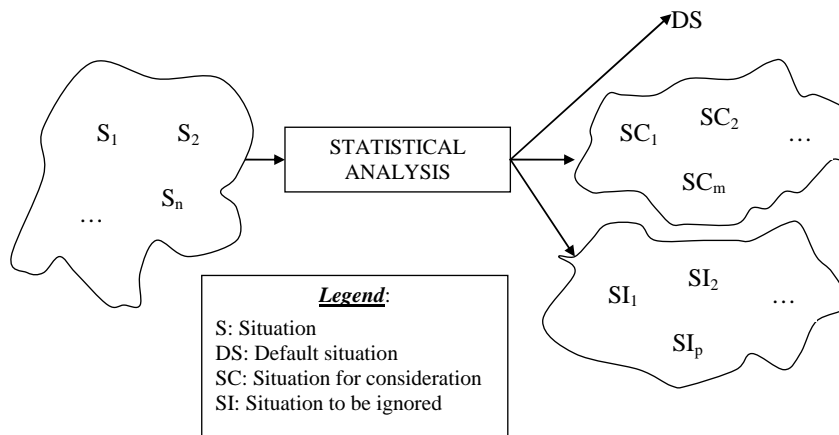 DS
S₁ S₂
Sₙ
…
STATISTICAL
ANALYSIS
SC₁ SC₂ …
SCₘ
SI₁ SI₂ …
SIₚ
Legend:
S: Situation
DS: Default situation
SC: Situation for consideration
SI: Situation to be ignored